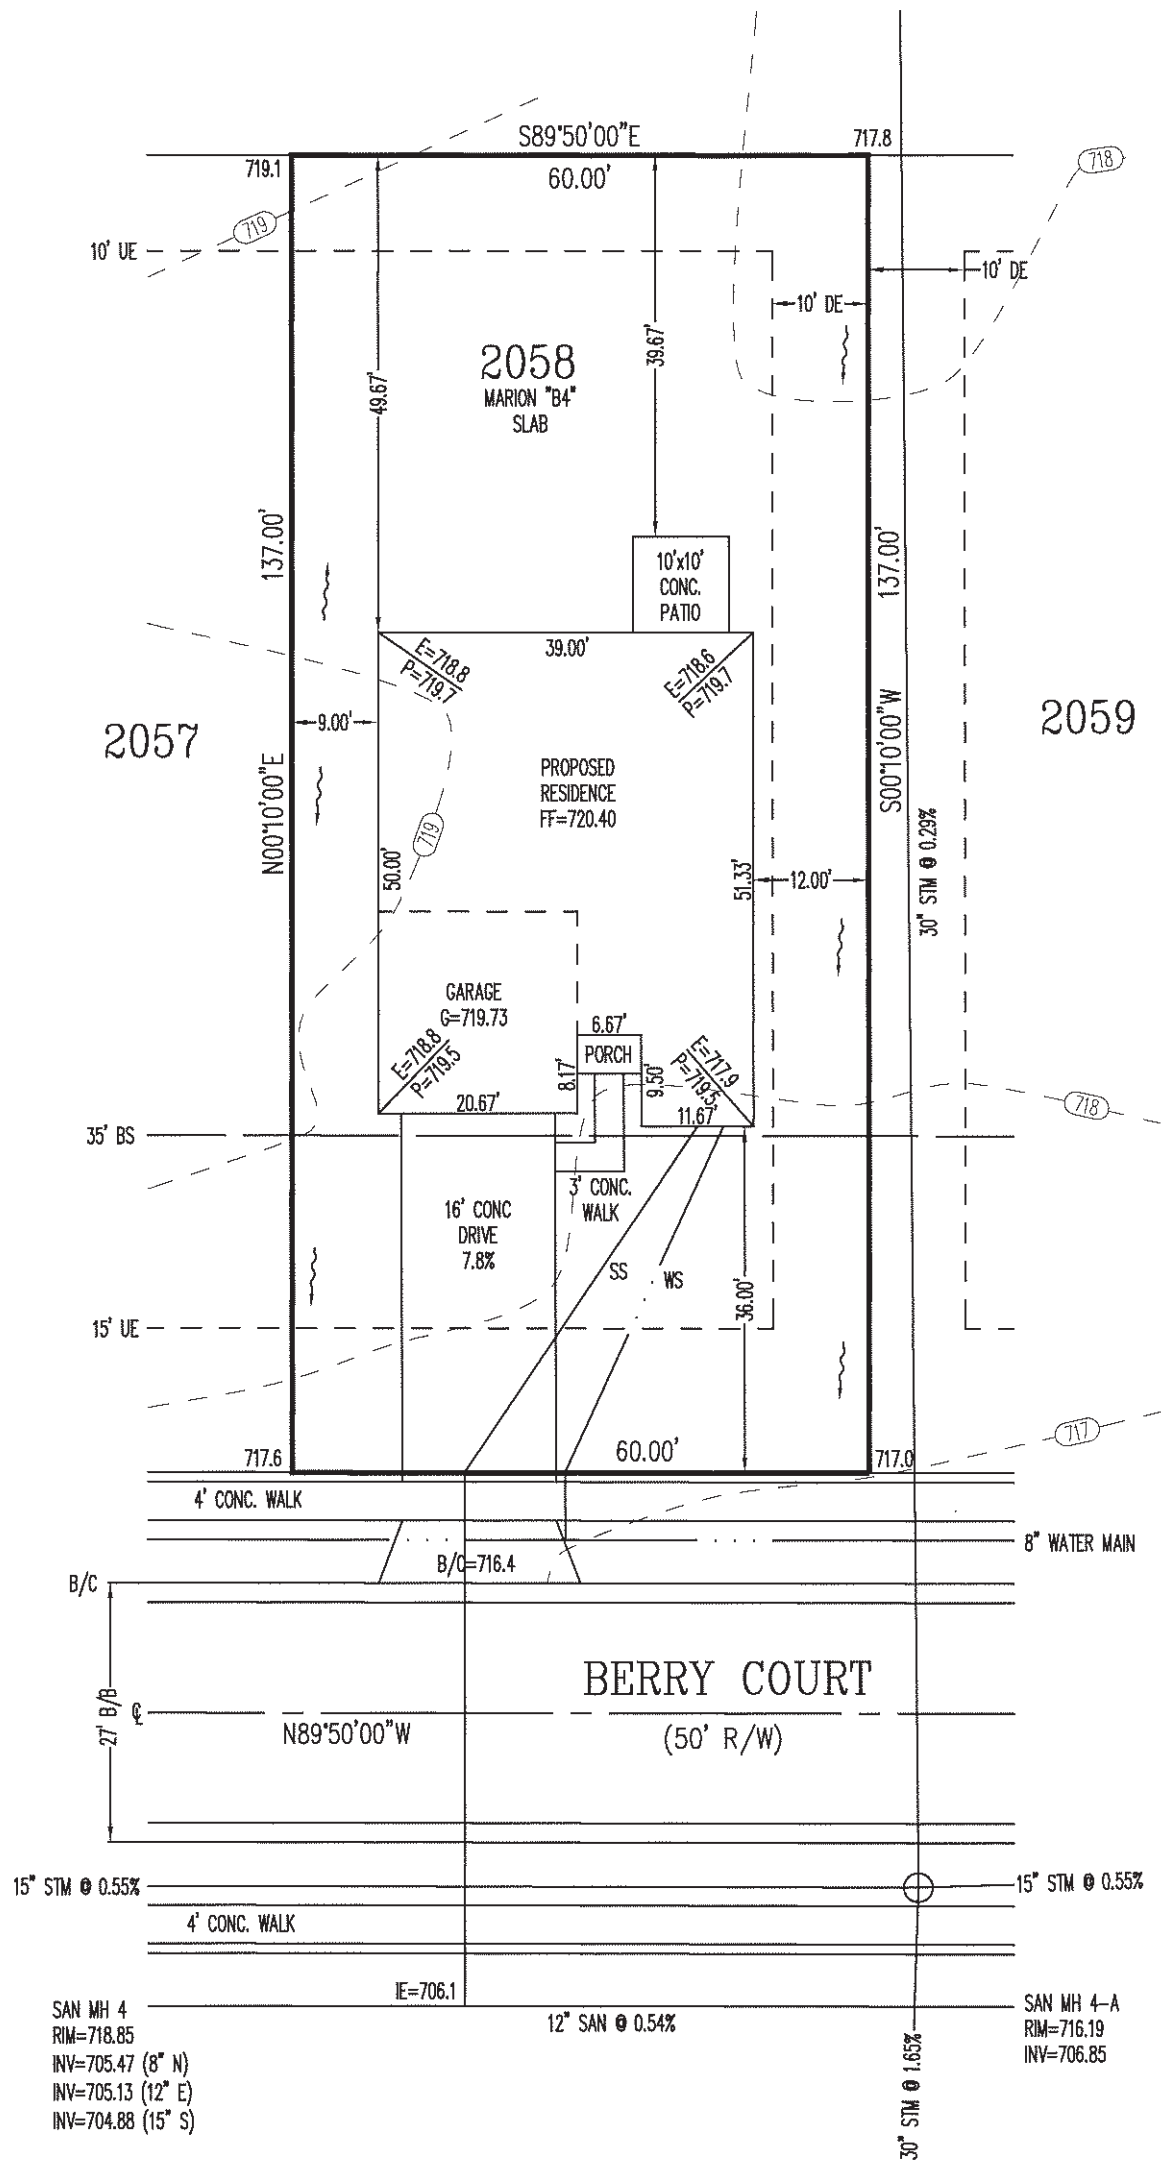 S89°50'00"E
717.8
719.1
60.00'
718
719
10' UE
10' DE
10' DE
39.67'
2058
MARION "B4"
SLAB
49.67'
137.00'
137.00'
10'x10'
CONC.
PATIO
39.00'
E=718.8
P=719.7
E=718.6
P=719.7
2057
9.00'
2059
PROPOSED
RESIDENCE
FF=720.40
N00°10'00"E
S00°10'00"W
719
50.00'
51.33'
12.00'
30" STM @ 0.29%
GARAGE
G=719.73
6.67'
PORCH
E=718.8
P=719.5
8.17'
9.50'
E=717.9
P=719.5
20.67'
11.67'
718
35' BS
3' CONC.
WALK
16' CONC
DRIVE
7.8%
SS
WS
36.00'
15' UE
717
717.6
60.00'
717.0
4' CONC. WALK
8" WATER MAIN
B/C=716.4
B/C
27' B/B
BERRY COURT
N89°50'00"W
(50' R/W)
15" STM @ 0.55%
15" STM @ 0.55%
4' CONC. WALK
IE=706.1
12" SAN @ 0.54%
SAN MH 4
RIM=718.85
INV=705.47 (8" N)
INV=705.13 (12" E)
INV=704.88 (15" S)
SAN MH 4-A
RIM=716.19
INV=706.85
30" STM @ 1.65%